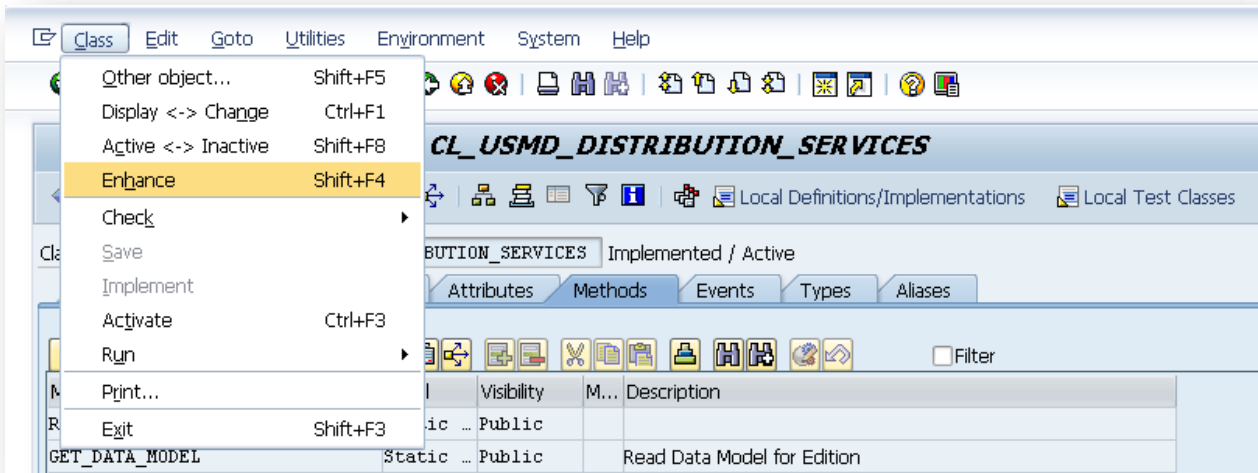 Class Edit Goto Utilities Environment System Help
Other object... Shift+F5
Display <-> Change Ctrl+F1
Active <-> Inactive Shift+F8
CL_USMD_DISTRIBUTION_SERVICES
Enhance Shift+F4
Local Definitions/Implementations Local Test Classes
Check
Cla Save BUTION_SERVICES Implemented / Active
Implement Attributes Methods Events Types Aliases
Activate Ctrl+F3
Run Filter
M Print... l Visibility M... Description
R Exit Shift+F3 ic … Public
GET_DATA_MODEL Static … Public Read Data Model for Edition